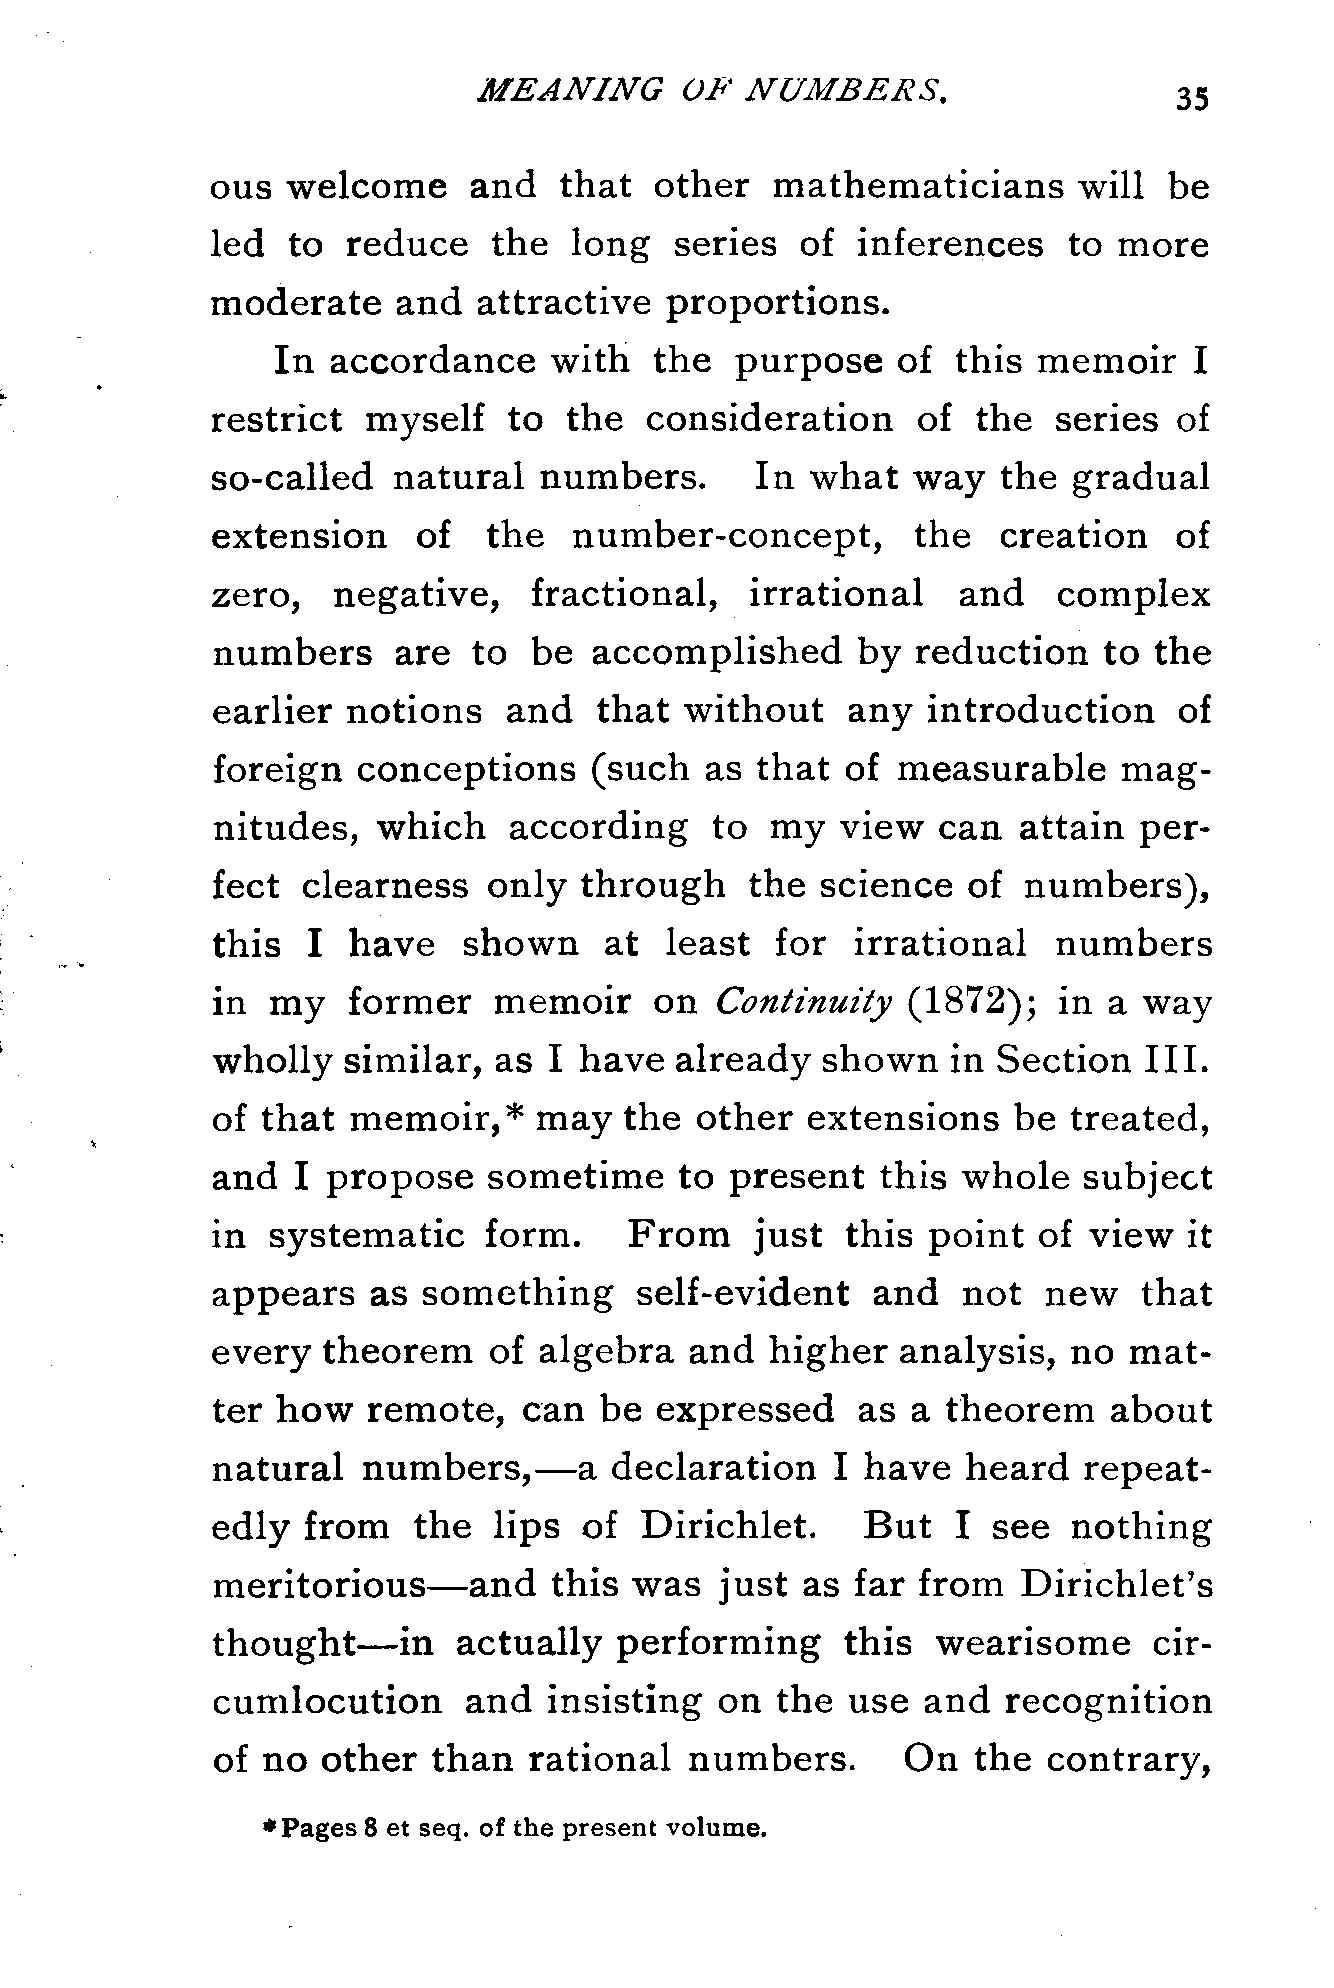 MEANING OF NUMBERS. 35
ous welcome and that other mathematicians will be
led to reduce the long series of inferences to more
moderate and attractive proportions.
In accordance with the purpose of this memoir I
restrict myself to the consideration of the series of
so-called natural numbers. In what way the gradual
extension of the number-concept, the creation of
zero, negative, fractional, irrational and complex
numbers are to be accomplished by reduction to the
earlier notions and that without any introduction of
foreign conceptions (such as that of measurable mag-
nitudes, which according to my view can attain per-
fect clearness only through the science of numbers),
this I have shown at least for irrational numbers
in my former memoir on Continuity (1872); in a way
wholly similar, as I have already shown in Section III.
of that memoir,* may the other extensions be treated,
and I propose sometime to present this whole subject
in systematic form. From just this point of view it
appears as something self-evident and not new that
every theorem of algebra and higher analysis, no mat-
ter how remote, can be expressed as a theorem about
natural numbers,—a declaration I have heard repeat-
edly from the lips of Dirichlet. But I see nothing
meritorious—and this was just as far from Dirichlet's
thought—in actually performing this wearisome cir-
cumlocution and insisting on the use and recognition
of no other than rational numbers. On the contrary,
*Pages 8 et seq. of the present volume.